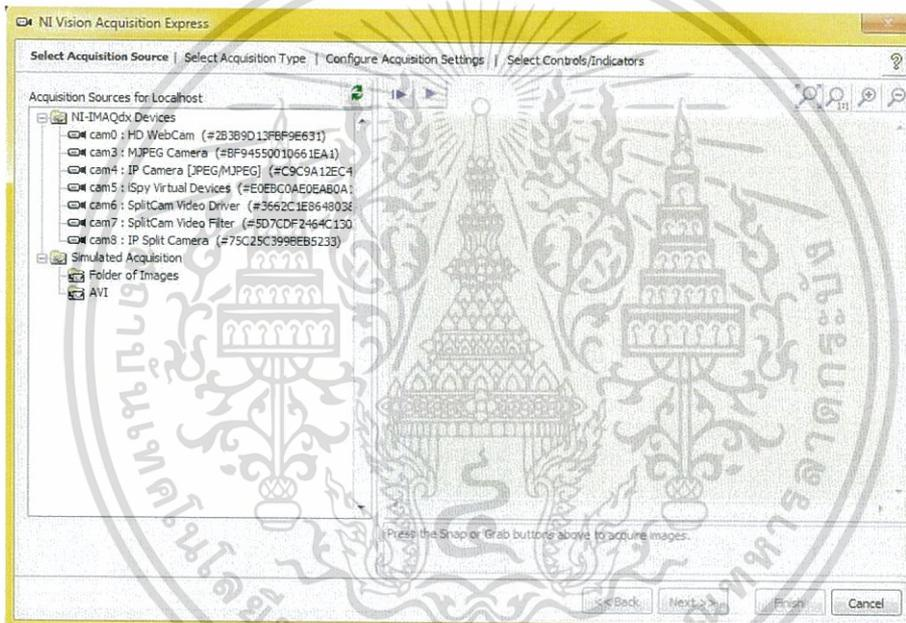 NI Vision Acquisition Express
Select Acquisition Source | Select Acquisition Type | Configure Acquisition Settings | Select Controls/Indicators
Acquisition Sources for Localhost
NI-IMAQdx Devices
cam0 : HD WebCam (#2B3B9D13FBF9E631)
cam3 : MJPEG Camera (#BF94550010661EA1)
cam4 : IP Camera [JPEG/MJPEG] (#C9C9A12EC4
cam5 : iSpy Virtual Devices (#E0EBC0AE0EAB0A
cam6 : SplitCam Video Driver (#3662C1E8648038
cam7 : SplitCam Video Filter (#5D7CDF2464C130
cam8 : IP Split Camera (#75C25C399BEB5233)
Simulated Acquisition
Folder of Images
AVI
Press the Snap or Grab buttons above to acquire images.
<< Back Next >> Finish Cancel